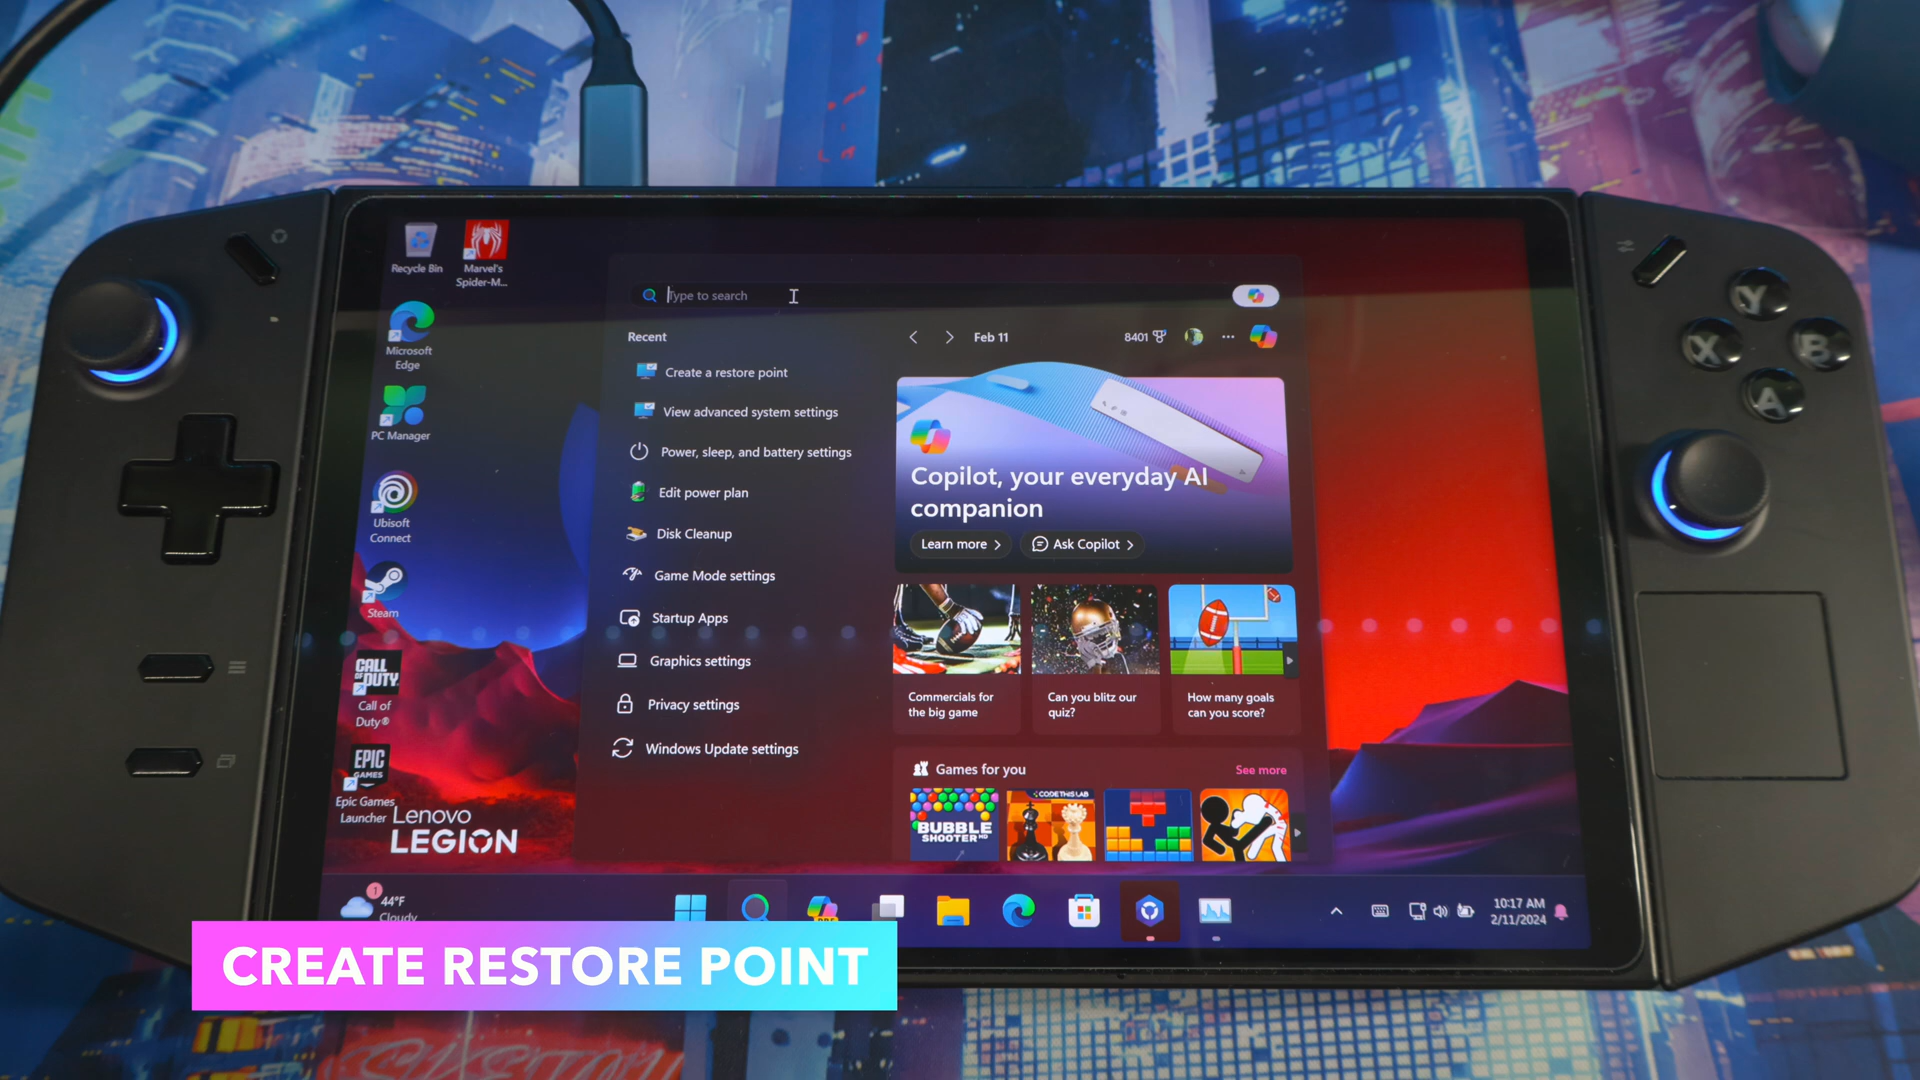 Recycle Bin
Marvel's
Spider-M...
Microsoft
Edge
PC Manager
Ubisoft
Connect
Steam
CALL
OF DUTY
Call of
Duty®
EPIC
GAMES
Epic Games
Launcher
Lenovo
LEGION
Type to search
Recent
Create a restore point
View advanced system settings
Power, sleep, and battery settings
Edit power plan
Disk Cleanup
Game Mode settings
Startup Apps
Graphics settings
Privacy settings
Windows Update settings
Feb 11
8401
Copilot, your everyday AI
companion
Learn more
Ask Copilot
Commercials for
the big game
Can you blitz our
quiz?
How many goals
can you score?
Games for you
See more
BUBBLE
SHOOTER HD
CODETHISLAB
1
44°F
Cloudy
10:17 AM
2/11/2024
Y
X
B
A
CREATE RESTORE POINT